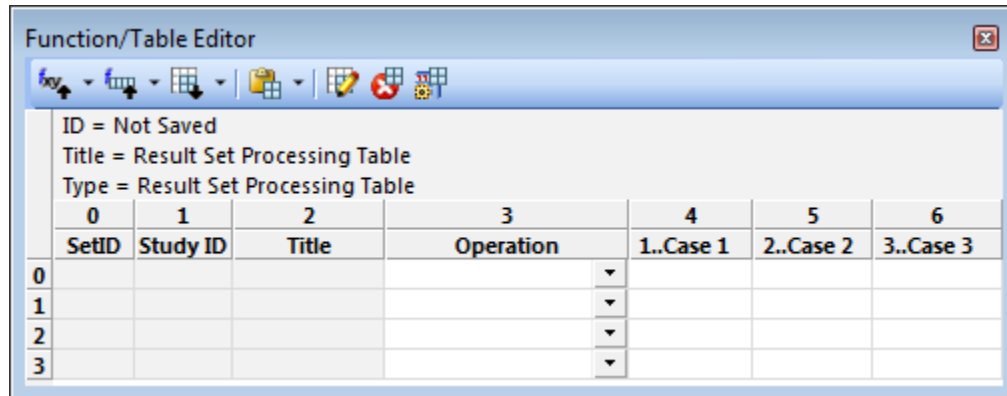 Function/Table Editor
ID = Not Saved
Title = Result Set Processing Table
Type = Result Set Processing Table
0 1 2 3 4 5 6
SetID Study ID Title Operation 1..Case 1 2..Case 2 3..Case 3
0
1
2
3